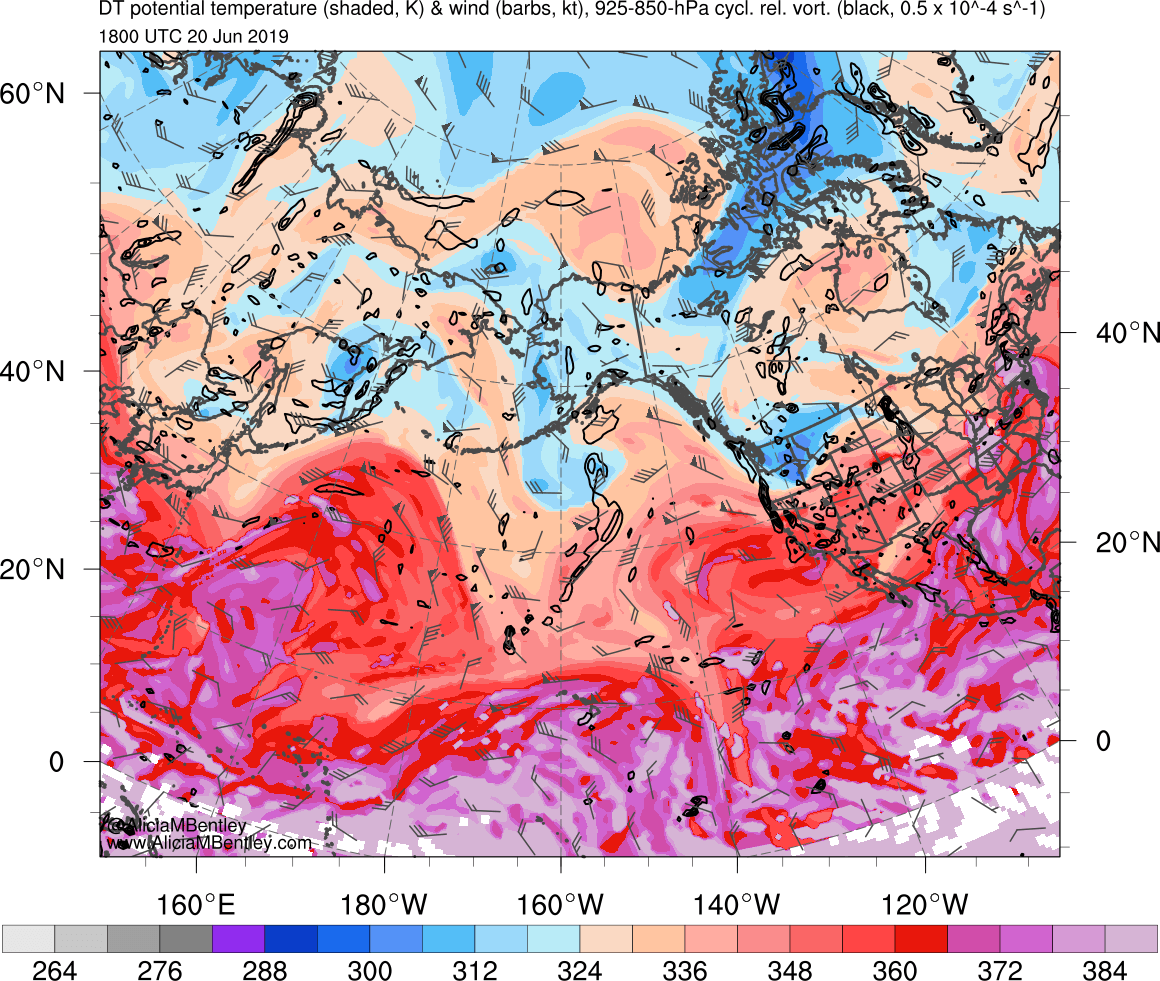 DT potential temperature (shaded, K) & wind (barbs, kt), 925-850-hPa cycl. rel. vort. (black, 0.5 x 10^-4 s^-1)
1800 UTC 20 Jun 2019
60°N
40°N
40°N
20°N
20°N
0
0
@AliciaMBentley
www.AliciaMBentley.com
160°E 180°W 160°W 140°W 120°W
264 276 288 300 312 324 336 348 360 372 384